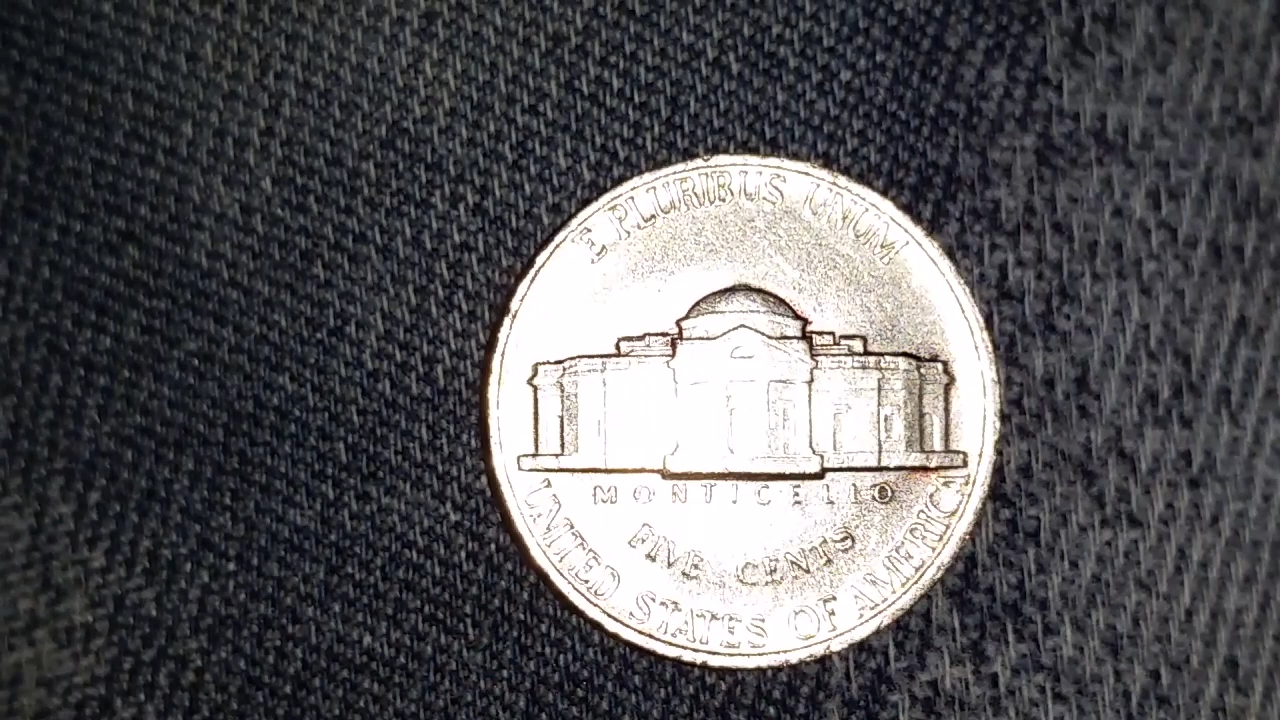 E PLURIBUS UNUM
MONTICELLO
FIVE CENTS
UNITED STATES OF AMERICA